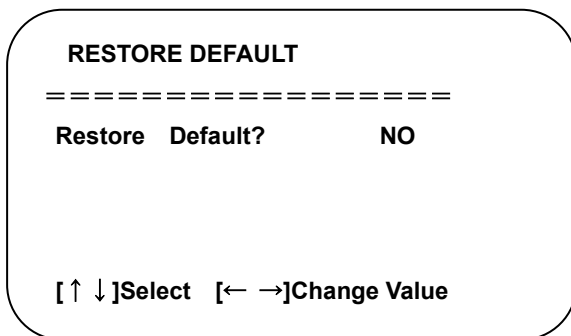 RESTORE DEFAULT
=================
Restore Default? NO
[↑ ↓]Select [← →]Change Value